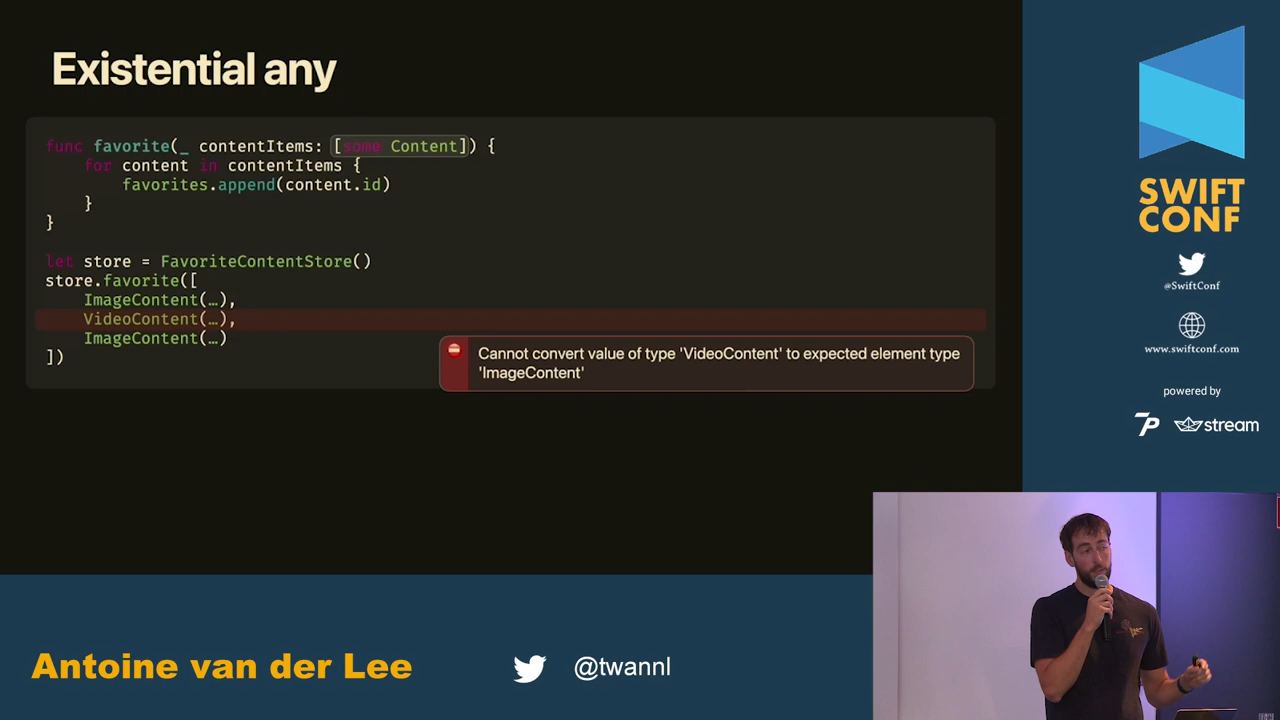 Existential any
func favorite(_ contentItems: [some Content]) {
for content in contentItems {
favorites.append(content.id)
}
}
let store = FavoriteContentStore()
store.favorite([
ImageContent(…),
VideoContent(…),
ImageContent(…)
])
Cannot convert value of type 'VideoContent' to expected element type
'ImageContent'
SWIFT
CONF
@SwiftConf
www.swiftconf.com
powered by
7P
stream
Antoine van der Lee
@twannl